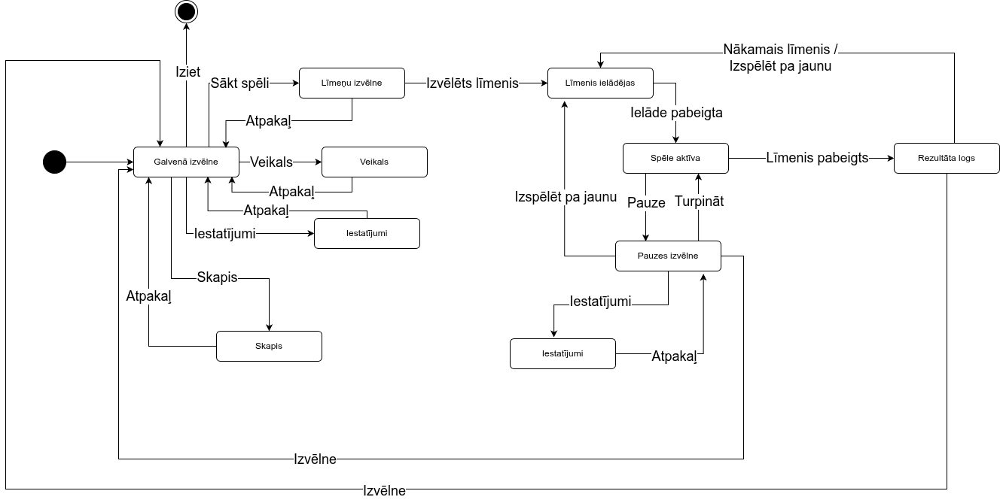 Nākamais līmenis /
Izspēlēt pa jaunu
Iziet
Sākt spēli
Līmeņu izvēlne
Izvēlēts līmenis
Līmenis ielādējas
Atpakaļ
Ielāde pabeigta
Galvenā izvēlne
Veikals
Veikals
Spēle aktīva
Līmenis pabeigts
Rezultāta logs
Atpakaļ
Izspēlēt pa jaunu
Pauze
Turpināt
Atpakaļ
Iestatījumi
Iestatījumi
Pauzes izvēlne
Skapis
Atpakaļ
Iestatījumi
Skapis
Iestatījumi
Atpakaļ
Izvēlne
Izvēlne